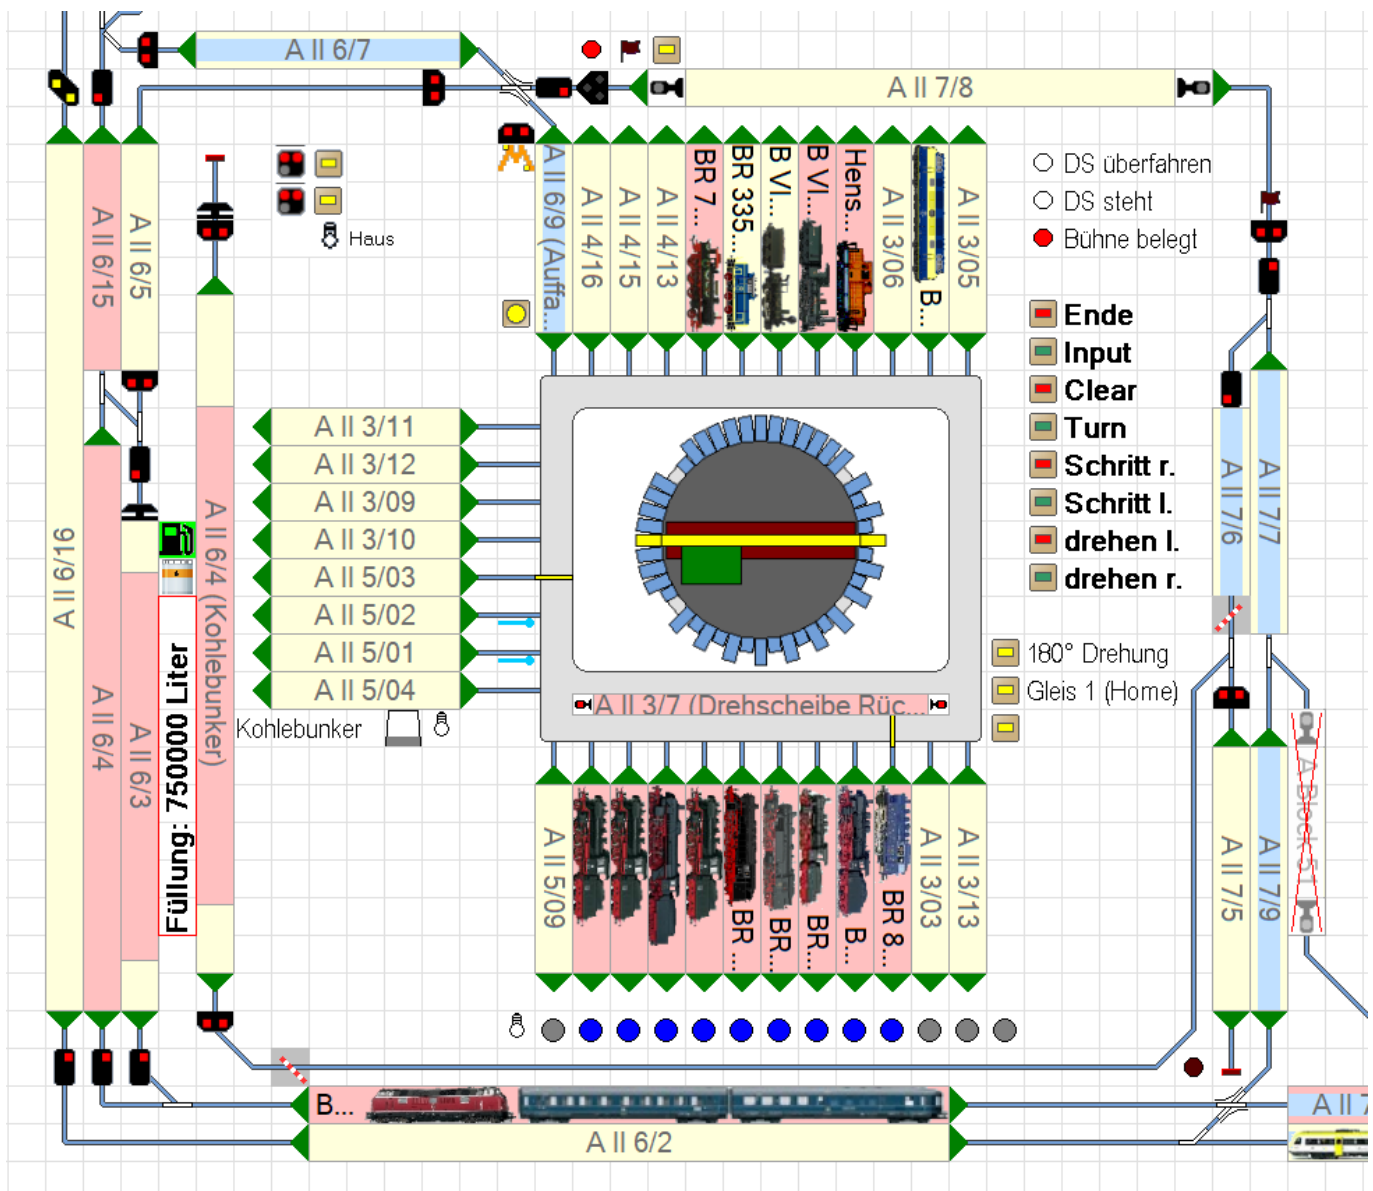 A II 6/7
A II 7/8
A II 6/15
A II 6/5
Haus
A II 6/9 (Auffa...
A II 4/16
A II 4/15
A II 4/13
BR 7...
BR 335...
B VI...
B VI...
Hens...
A II 3/06
B...
A II 3/05
DS überfahren
DS steht
Bühne belegt
Ende
Input
Clear
Turn
Schritt r.
Schritt l.
drehen l.
drehen r.
A II 3/11
A II 3/12
A II 3/09
A II 3/10
A II 5/03
A II 5/02
A II 5/01
A II 5/04
A II 6/16
A II 6/4
A II 6/3
Füllung: 750000 Liter
A II 6/4 (Kohlebunker)
Kohlebunker
A II 3/7 (Drehscheibe Rüc...
180° Drehung
Gleis 1 (Home)
A II 7/6
A II 7/7
A II 7/5
A II 7/9
A Block 51
A II 5/09
BR...
BR...
BR...
B...
BR 8...
A II 3/03
A II 3/13
B...
A II 6/2
A II 7